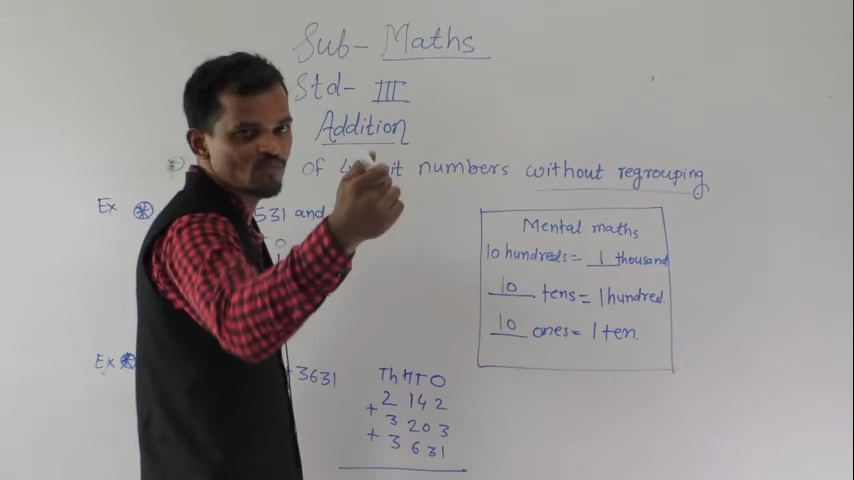 Sub- Maths
Std- III
Addition
of numbers without regrouping
Ex 531 and
O
Mental maths
10 hundreds = 1 thousand
10 tens = 1 hundred.
10 ones = 1 ten.
Ex +3631
Th H T O
2 1 4 2
+ 3 2 0 3
+ 3 6 3 1